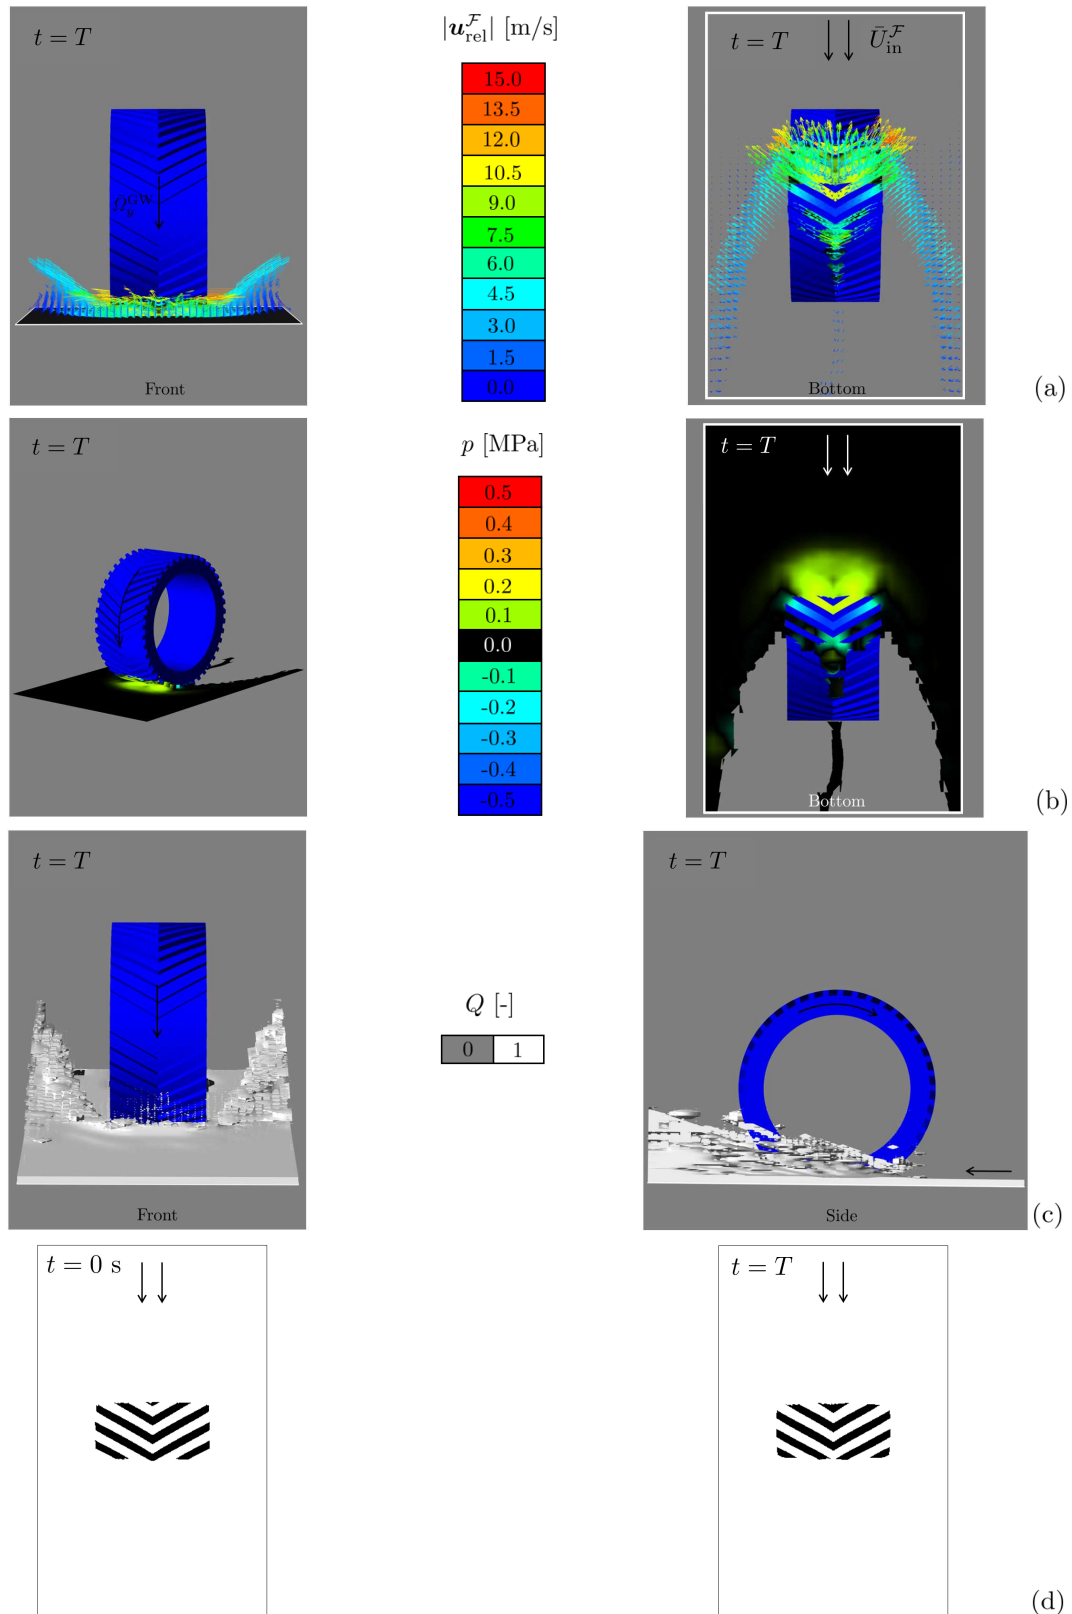 t = T
|u_rel^F| [m/s]
t = T
Ū_in^F
15.0
13.5
12.0
10.5
9.0
7.5
6.0
4.5
3.0
1.5
0.0
Ω_y^GW
Front
Bottom
(a)
t = T
p [MPa]
t = T
0.5
0.4
0.3
0.2
0.1
0.0
-0.1
-0.2
-0.3
-0.4
-0.5
Bottom
(b)
t = T
t = T
Q [-]
0 1
Front
Side
(c)
t = 0 s
t = T
(d)